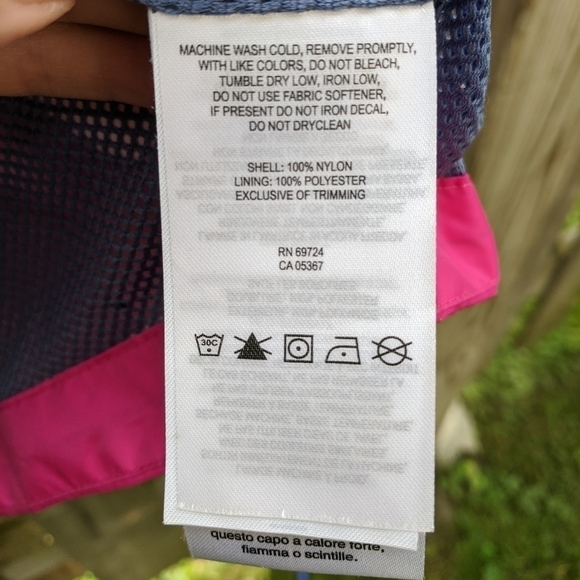 MACHINE WASH COLD, REMOVE PROMPTLY,
WITH LIKE COLORS, DO NOT BLEACH,
TUMBLE DRY LOW, IRON LOW,
DO NOT USE FABRIC SOFTENER,
IF PRESENT DO NOT IRON DECAL,
DO NOT DRYCLEAN
SHELL: 100% NYLON
LINING: 100% POLYESTER
EXCLUSIVE OF TRIMMING
RN 69724
CA 05367
30C
questo capo a calore forte,
fiamma o scintille.